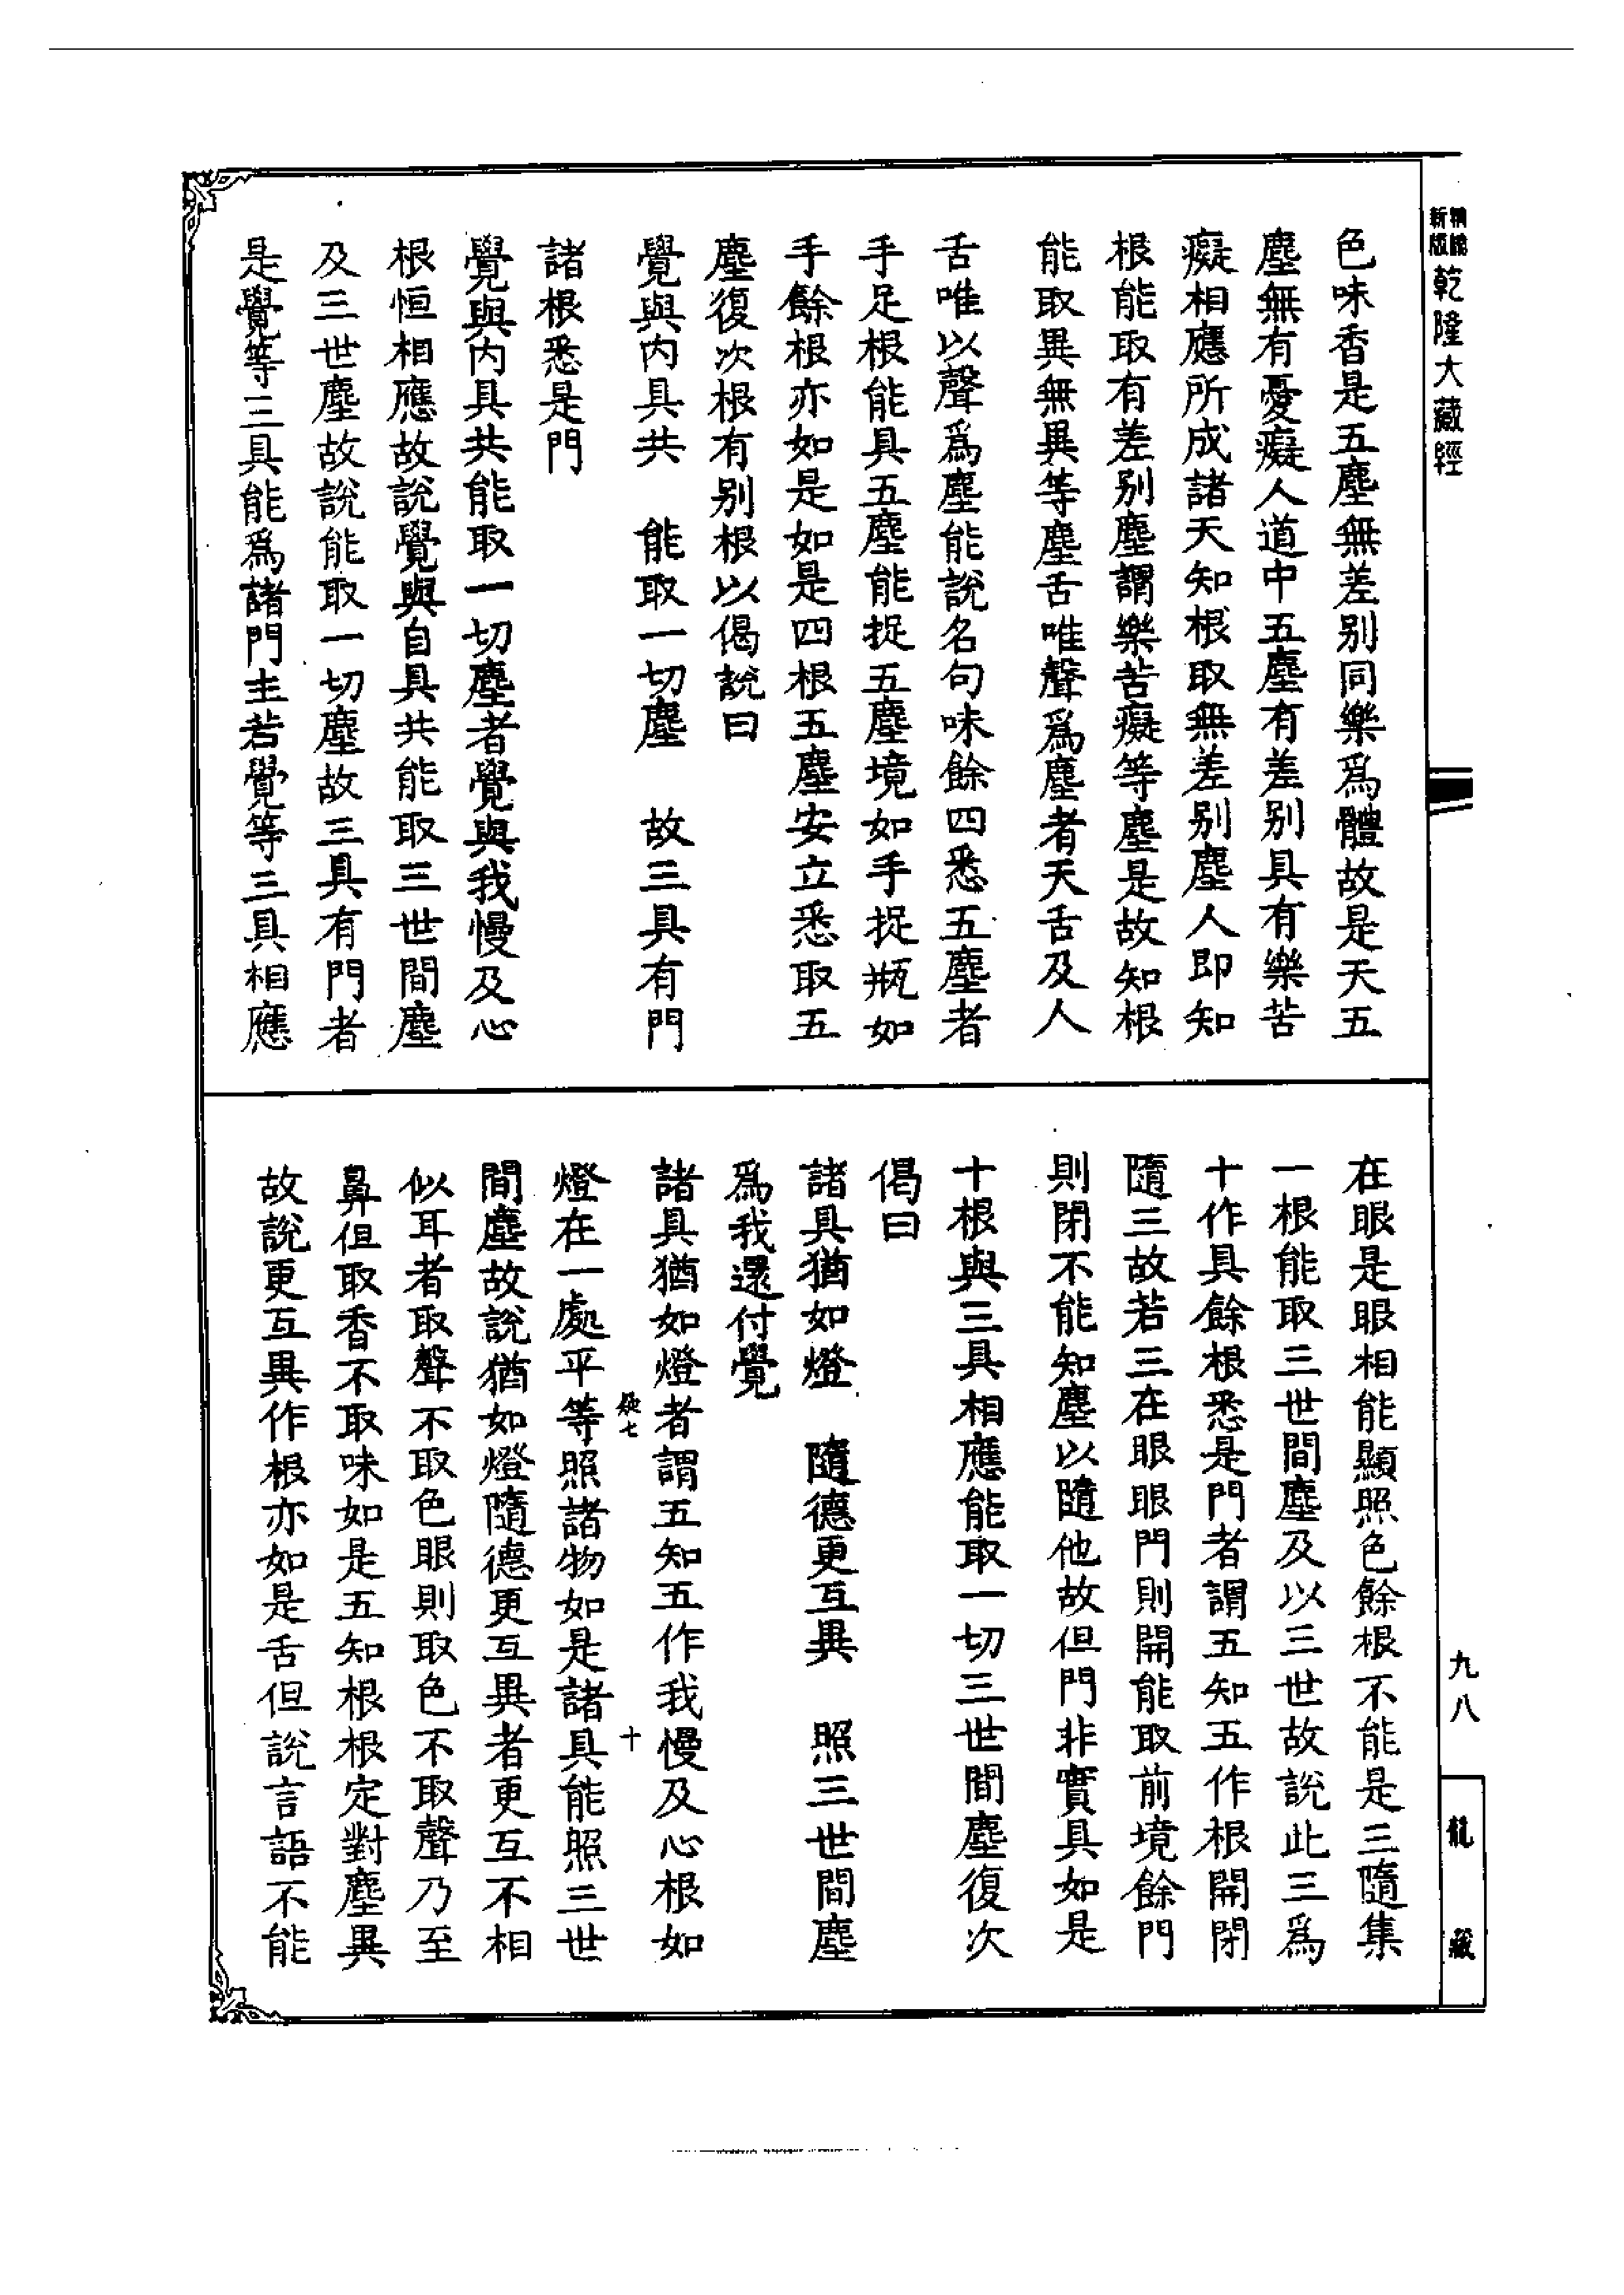 新版
精縮
乾隆大藏經
色味香是五塵無差别同樂爲體故是天五
塵無有憂癡人道中五塵有差别具有樂苦
癡相應所成諸天知根取無差别塵人即知
根能取有差别塵謂樂苦癡等塵是故知根
能取異無異等塵舌唯聲爲塵者天舌及人
舌唯以聲爲塵能說名句味餘四悉五塵者
手足根能具五塵能捉五塵境如手捉瓶如
手餘根亦如是如是四根五塵安立悉取五
塵復次根有别根以偈說曰
覺與内具共　能取一切塵　故三具有門
諸根悉是門
覺與内具共能取一切塵者覺與我慢及心
根恒相應故說覺與自具共能取三世間塵
及三世塵故說能取一切塵故三具有門者
是覺等三具能爲諸門主若覺等三具相應
在眼是眼相能顯照色餘根不能是三隨集
一根能取三世間塵及以三世故說此三爲
十作具餘根悉是門者謂五知五作根開閉
隨三故若三在眼眼門則開能取前境餘門
則閉不能知塵以隨他故但門非實具如是
十根與三具相應能取一切三世間塵復次
偈曰
諸具猶如燈　隨德更互異　照三世間塵
爲我還付覺
諸具猶如燈者謂五知五作我慢及心根如
燈在一處平等照諸物如是諸具能照三世
間塵故說猶如燈隨德更互異者更互不相
似耳者取聲不取色眼則取色不取聲乃至
鼻但取香不取味如是五知根根定對塵異
故說更互異作根亦如是舌但說言語不能
七
十
九八
龍藏